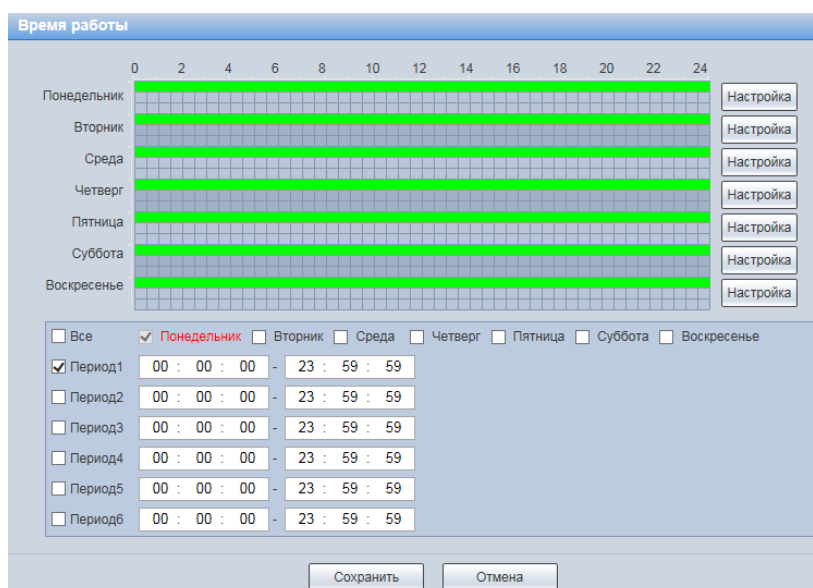 Время работы
0 2 4 6 8 10 12 14 16 18 20 22 24
Понедельник Настройка
Вторник Настройка
Среда Настройка
Четверг Настройка
Пятница Настройка
Суббота Настройка
Воскресенье Настройка
Все Понедельник Вторник Среда Четверг Пятница Суббота Воскресенье
Период1 00 : 00 : 00 - 23 : 59 : 59
Период2 00 : 00 : 00 - 23 : 59 : 59
Период3 00 : 00 : 00 - 23 : 59 : 59
Период4 00 : 00 : 00 - 23 : 59 : 59
Период5 00 : 00 : 00 - 23 : 59 : 59
Период6 00 : 00 : 00 - 23 : 59 : 59
Сохранить Отмена